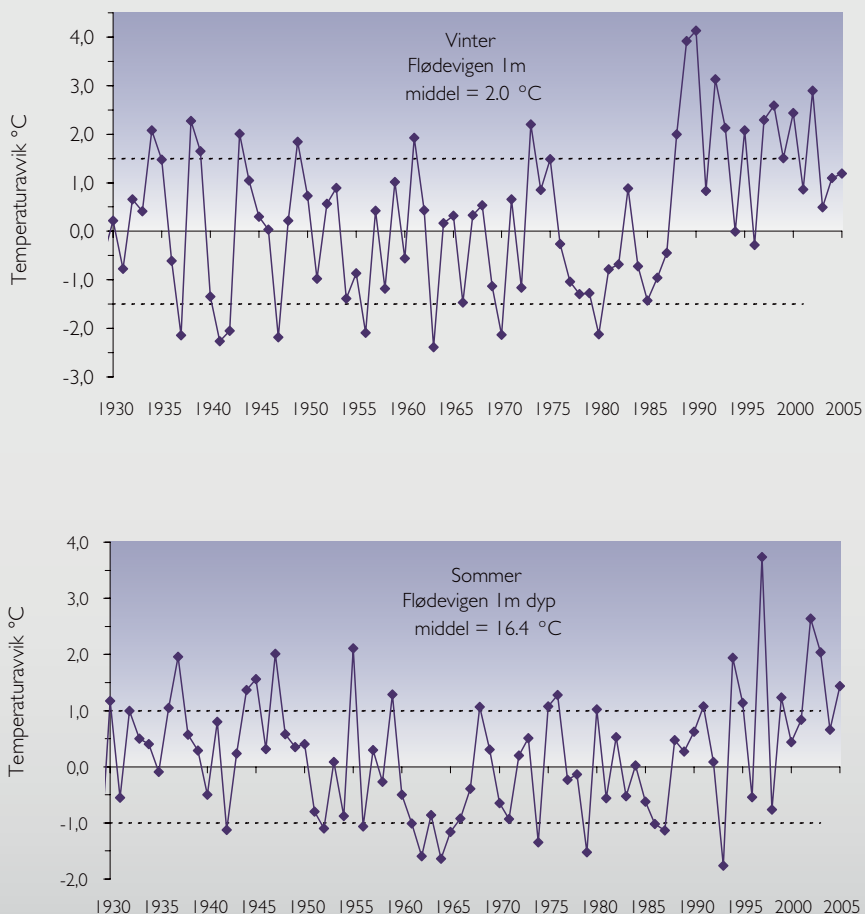 Temperaturavvik °C
4,0
3,0
2,0
1,0
0,0
-1,0
-2,0
-3,0
Vinter
Flødevigen 1m
middel = 2.0 °C
1930 1935 1940 1945 1950 1955 1960 1965 1970 1975 1980 1985 1990 1995 2000 2005
Temperaturavvik °C
4,0
3,0
2,0
1,0
0,0
-1,0
-2,0
Sommer
Flødevigen 1m dyp
middel = 16.4 °C
1930 1935 1940 1945 1950 1955 1960 1965 1970 1975 1980 1985 1990 1995 2000 2005